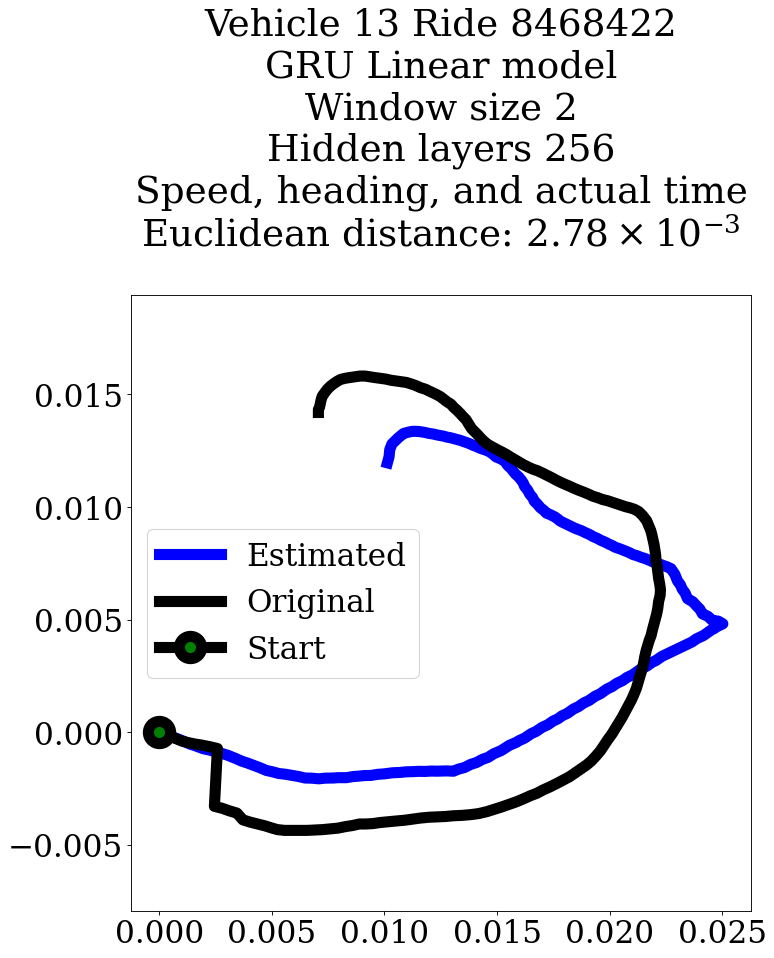 Vehicle 13 Ride 8468422
GRU Linear model
Window size 2
Hidden layers 256
Speed, heading, and actual time
Euclidean distance: 2.78 × 10⁻³
0.015
0.010
0.005
0.000
−0.005
Estimated
Original
Start
0.000 0.005 0.010 0.015 0.020 0.025